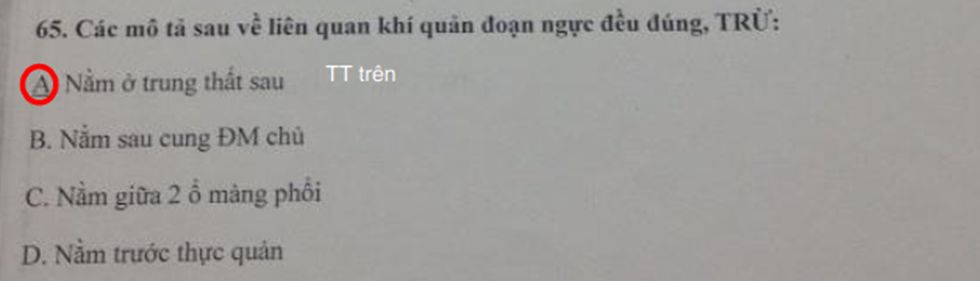 65. Các mô tả sau về liên quan khí quản đoạn ngực đều đúng, TRỪ:
A Nằm ở trung thất sau TT trên
B. Nằm sau cung ĐM chủ
C. Nằm giữa 2 ổ màng phổi
D. Nằm trước thực quản